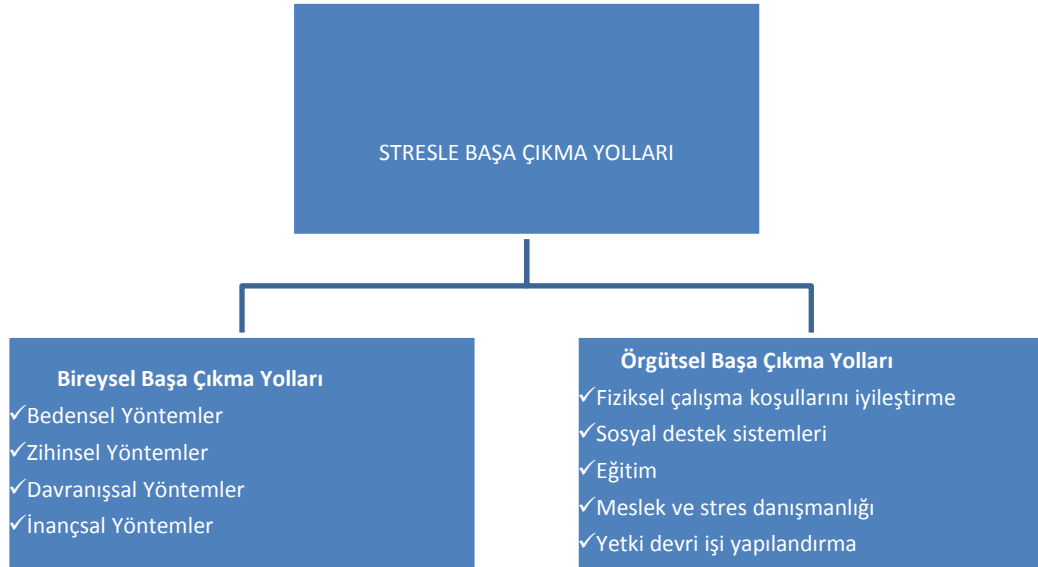 STRESLE BAŞA ÇIKMA YOLLARI
Bireysel Başa Çıkma Yolları
✓Bedensel Yöntemler
✓Zihinsel Yöntemler
✓Davranışsal Yöntemler
✓İnançsal Yöntemler
Örgütsel Başa Çıkma Yolları
✓Fiziksel çalışma koşullarını iyileştirme
✓Sosyal destek sistemleri
✓Eğitim
✓Meslek ve stres danışmanlığı
✓Yetki devri işi yapılandırma